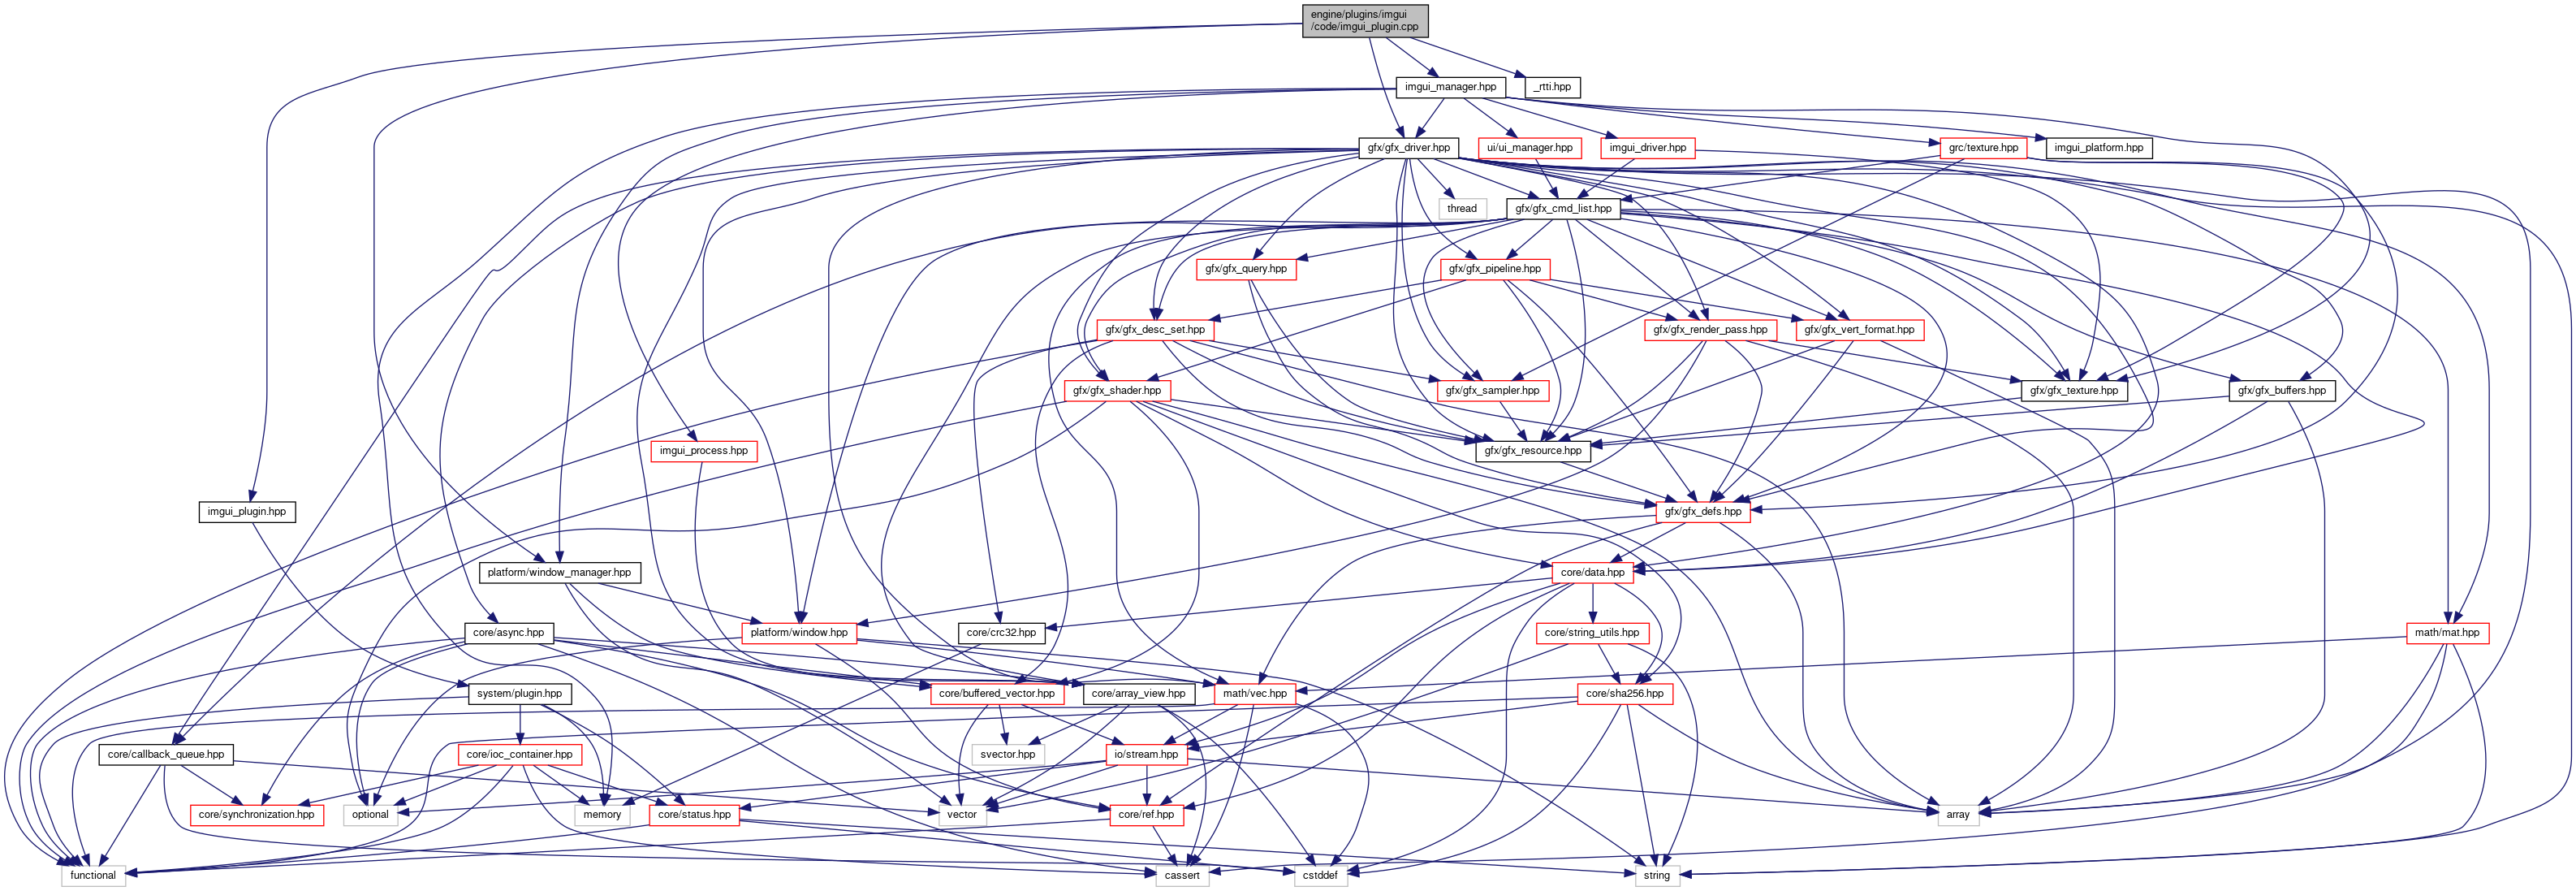 engine/plugins/imgui
/code/imgui_plugin.cpp
imgui_manager.hpp
_rtti.hpp
gfx/gfx_driver.hpp
ui/ui_manager.hpp
imgui_driver.hpp
grc/texture.hpp
imgui_platform.hpp
thread
gfx/gfx_cmd_list.hpp
gfx/gfx_query.hpp
gfx/gfx_pipeline.hpp
gfx/gfx_desc_set.hpp
gfx/gfx_render_pass.hpp
gfx/gfx_vert_format.hpp
gfx/gfx_shader.hpp
gfx/gfx_sampler.hpp
gfx/gfx_texture.hpp
gfx/gfx_buffers.hpp
imgui_process.hpp
gfx/gfx_resource.hpp
imgui_plugin.hpp
gfx/gfx_defs.hpp
platform/window_manager.hpp
core/data.hpp
core/async.hpp
platform/window.hpp
core/crc32.hpp
core/string_utils.hpp
math/mat.hpp
system/plugin.hpp
core/buffered_vector.hpp
core/array_view.hpp
math/vec.hpp
core/sha256.hpp
core/callback_queue.hpp
core/ioc_container.hpp
svector.hpp
io/stream.hpp
core/synchronization.hpp
optional
memory
core/status.hpp
vector
core/ref.hpp
array
functional
cassert
cstddef
string